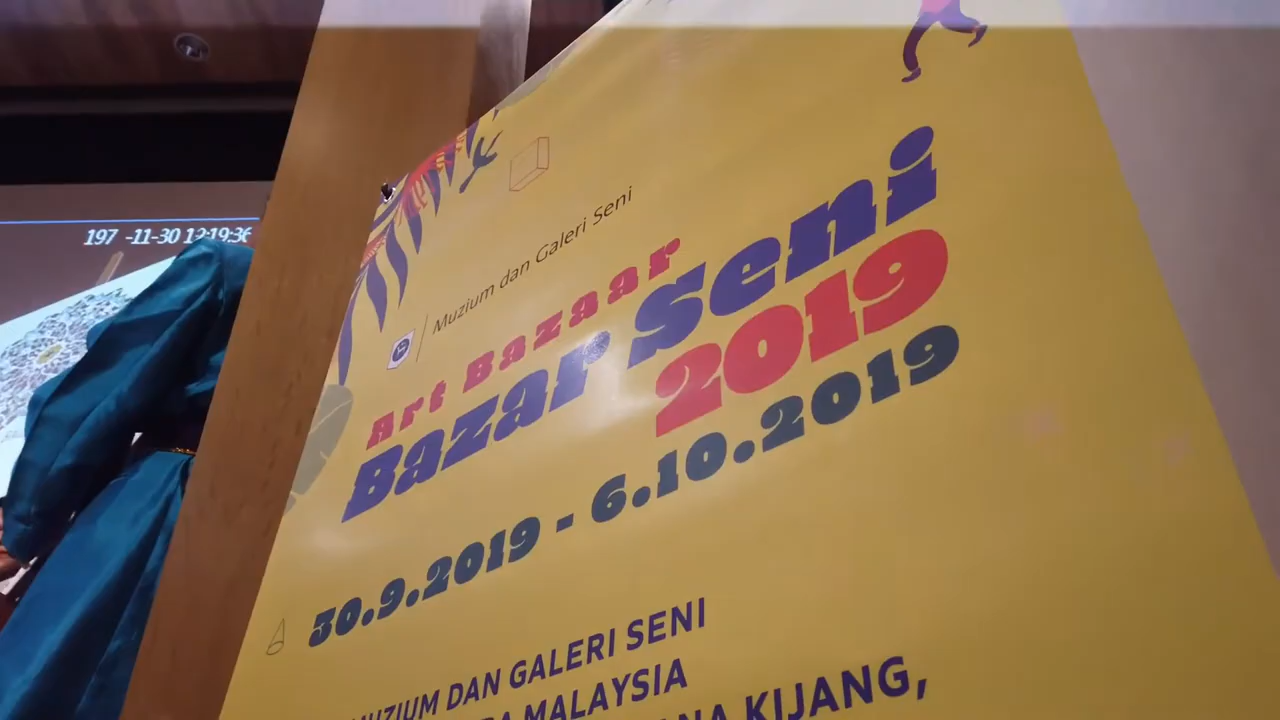 197 -11-30 12:19:36
Muzium dan Galeri Seni
Art Bazaar
Bazar Seni
2019
30.9.2019 - 6.10.2019
MUZIUM DAN GALERI SENI
MALAYSIA
KIJANG,